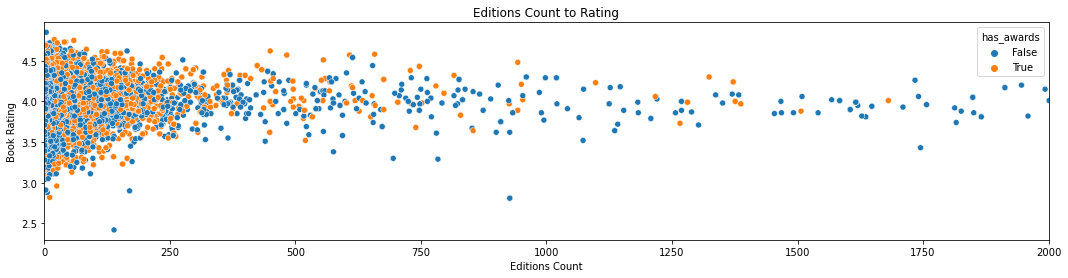 Editions Count to Rating
Book Rating
4.5
4.0
3.5
3.0
2.5
has_awards
False
True
0
250
500
750
1000
1250
1500
1750
2000
Editions Count